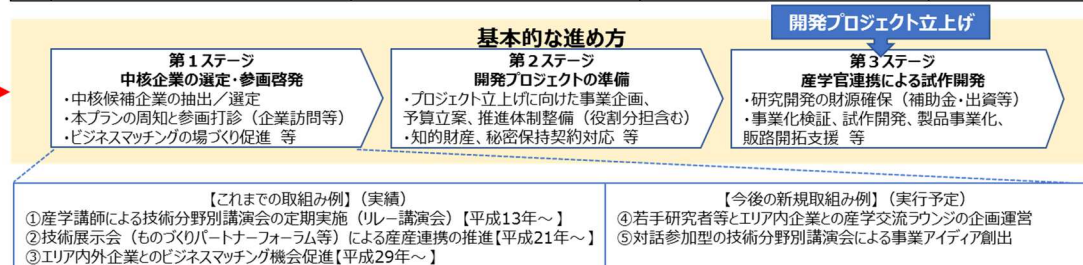 開発プロジェクト立上げ
基本的な進め方
第1ステージ
中核企業の選定・参画啓発
・中核候補企業の抽出／選定
・本プランの周知と参画打診（企業訪問等）
・ビジネスマッチングの場づくり促進 等
第2ステージ
開発プロジェクトの準備
・プロジェクト立上げに向けた事業企画、
予算立案、推進体制整備（役割分担含む）
・知的財産、秘密保持契約対応 等
第3ステージ
産学官連携による試作開発
・研究開発の財源確保（補助金・出資等）
・事業化検証、試作開発、製品事業化、
販路開拓支援 等
【これまでの取組み例】（実績）
①産学講師による技術分野別講演会の定期実施（リレー講演会）【平成13年～】
②技術展示会（ものづくりパートナーフォーラム等）による産産連携の推進【平成21年～】
③エリア内外企業とのビジネスマッチング機会促進【平成29年～】
【今後の新規取組み例】（実行予定）
④若手研究者等とエリア内企業との産学交流ラウンジの企画運営
⑤対話参加型の技術分野別講演会による事業アイディア創出